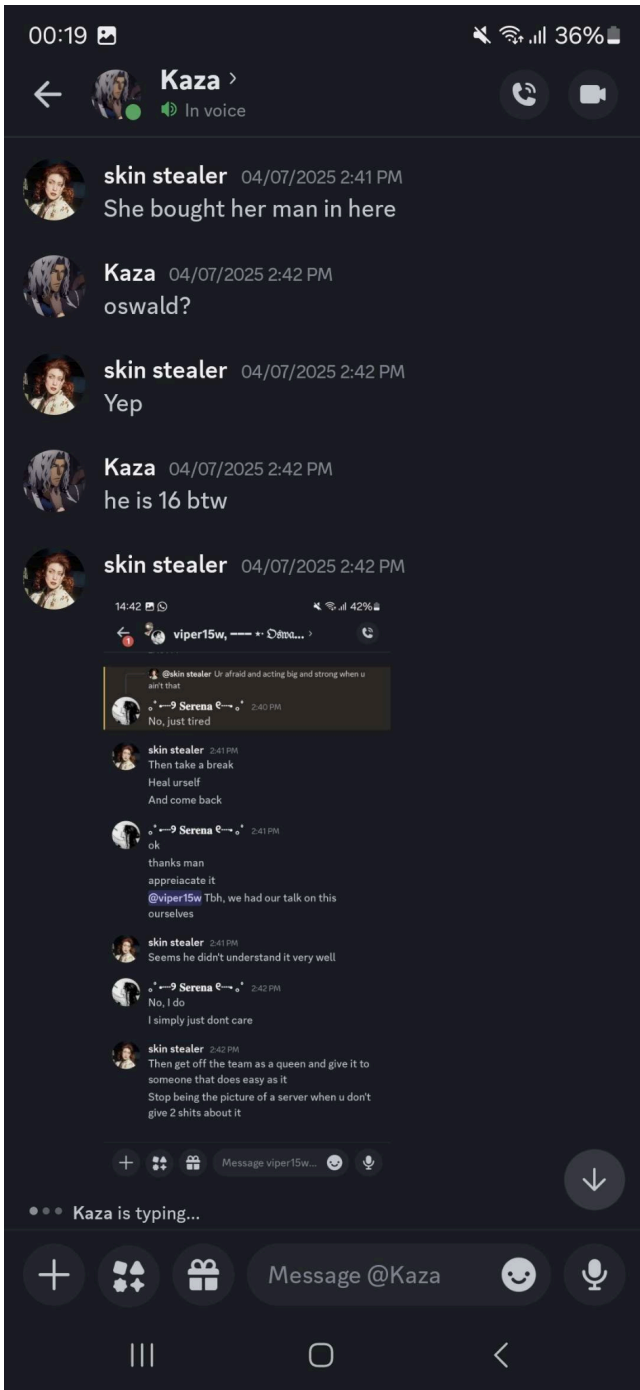 00:19
36%
Kaza
In voice
skin stealer 04/07/2025 2:41 PM
She bought her man in here
Kaza 04/07/2025 2:42 PM
oswald?
skin stealer 04/07/2025 2:42 PM
Yep
Kaza 04/07/2025 2:42 PM
he is 16 btw
skin stealer 04/07/2025 2:42 PM
14:42
42%
1
viper15w, ——— ⋆· 𝔇𝔰𝔴𝔞... ›
@skin stealer Ur afraid and acting big and strong when u
ain't that
｡˚•—୨ 𝐒𝐞𝐫𝐞𝐧𝐚 ୧—•｡˚ 2:40 PM
No, just tired
skin stealer 2:41 PM
Then take a break
Heal urself
And come back
｡˚•—୨ 𝐒𝐞𝐫𝐞𝐧𝐚 ୧—•｡˚ 2:41 PM
ok
thanks man
appreiacate it
@viper15w Tbh, we had our talk on this
ourselves
skin stealer 2:41 PM
Seems he didn't understand it very well
｡˚•—୨ 𝐒𝐞𝐫𝐞𝐧𝐚 ୧—•｡˚ 2:42 PM
No, I do
I simply just dont care
skin stealer 2:42 PM
Then get off the team as a queen and give it to
someone that does easy as it
Stop being the picture of a server when u don't
give 2 shits about it
Message viper15w...
Kaza is typing...
Message @Kaza